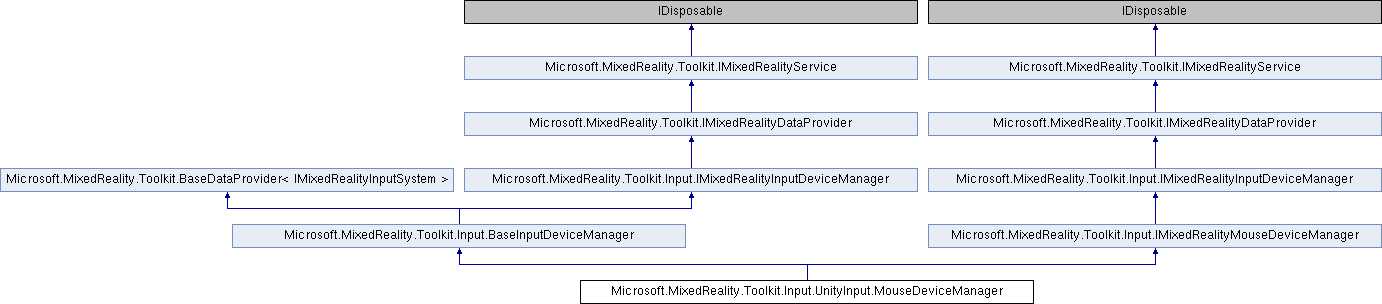 IDisposable
IDisposable
Microsoft.MixedReality.Toolkit.IMixedRealityService
Microsoft.MixedReality.Toolkit.IMixedRealityService
Microsoft.MixedReality.Toolkit.IMixedRealityDataProvider
Microsoft.MixedReality.Toolkit.IMixedRealityDataProvider
Microsoft.MixedReality.Toolkit.BaseDataProvider< IMixedRealityInputSystem >
Microsoft.MixedReality.Toolkit.Input.IMixedRealityInputDeviceManager
Microsoft.MixedReality.Toolkit.Input.IMixedRealityInputDeviceManager
Microsoft.MixedReality.Toolkit.Input.BaseInputDeviceManager
Microsoft.MixedReality.Toolkit.Input.IMixedRealityMouseDeviceManager
Microsoft.MixedReality.Toolkit.Input.UnityInput.MouseDeviceManager